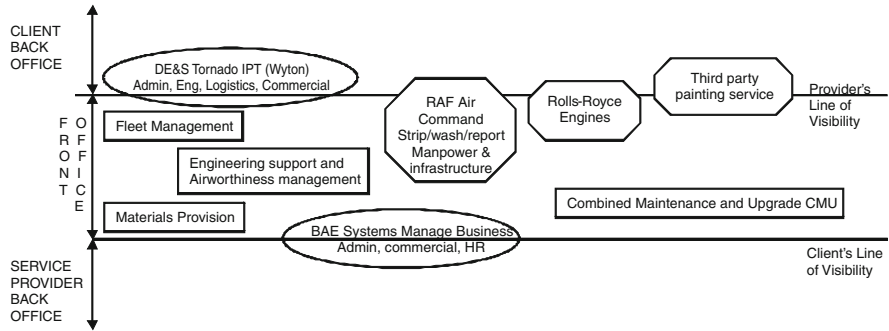 CLIENT
BACK
OFFICE
DE&S Tornado IPT (Wyton)
Admin, Eng, Logistics, Commercial
RAF Air
Command
Strip/wash/report
Manpower &
infrastructure
Rolls-Royce
Engines
Third party
painting service
Provider's
Line of
Visibility
FRONT
OFFICE
Fleet Management
Engineering support and
Airworthiness management
Materials Provision
Combined Maintenance and Upgrade CMU
BAE Systems Manage Business
Admin, commercial, HR
Client's Line
of Visibility
SERVICE
PROVIDER
BACK
OFFICE